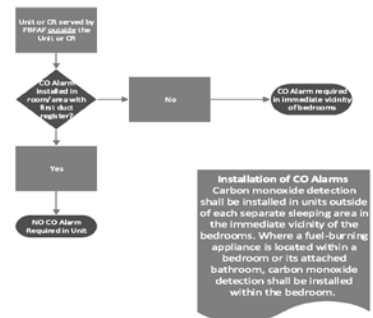 Unit or CR served by
FBFAF outside the
Unit or CR
CO Alarm
installed in
room/area with
first duct
register?
No
CO Alarm required
in immediate vicinity
of bedrooms
Yes
NO CO Alarm
Required in Unit
Installation of CO Alarms
Carbon monoxide detection
shall be installed in units outside
of each separate sleeping area in
the immediate vicinity of the
bedrooms. Where a fuel-burning
appliance is located within a
bedroom or its attached
bathroom, carbon monoxide
detection shall be installed
within the bedroom.